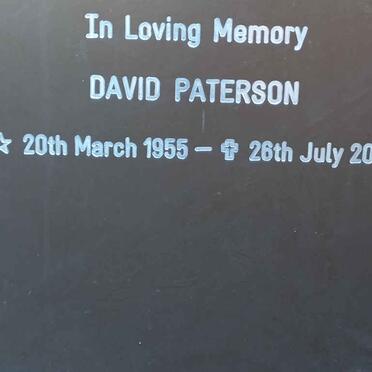 In Loving Memory
DAVID PATERSON
☆ 20th March 1955 – ✞ 26th July 20